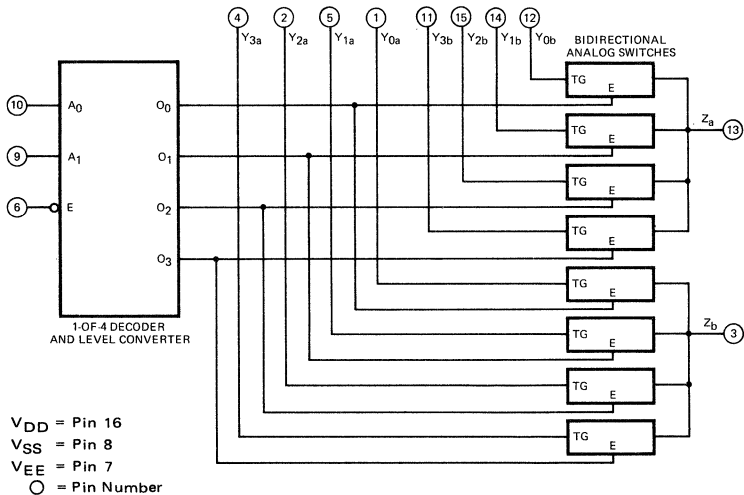 4 2 5 1 11 15 14 12
Y3a Y2a Y1a Y0a Y3b Y2b Y1b Y0b
BIDIRECTIONAL
ANALOG SWITCHES
TG E
10 A0 O0
Za 13
TG E
9 A1 O1
TG E
6 E O2
TG E
O3
TG E
1-OF-4 DECODER
AND LEVEL CONVERTER
TG E
Zb 3
TG E
TG E
VDD = Pin 16
VSS = Pin 8
VEE = Pin 7
= Pin Number